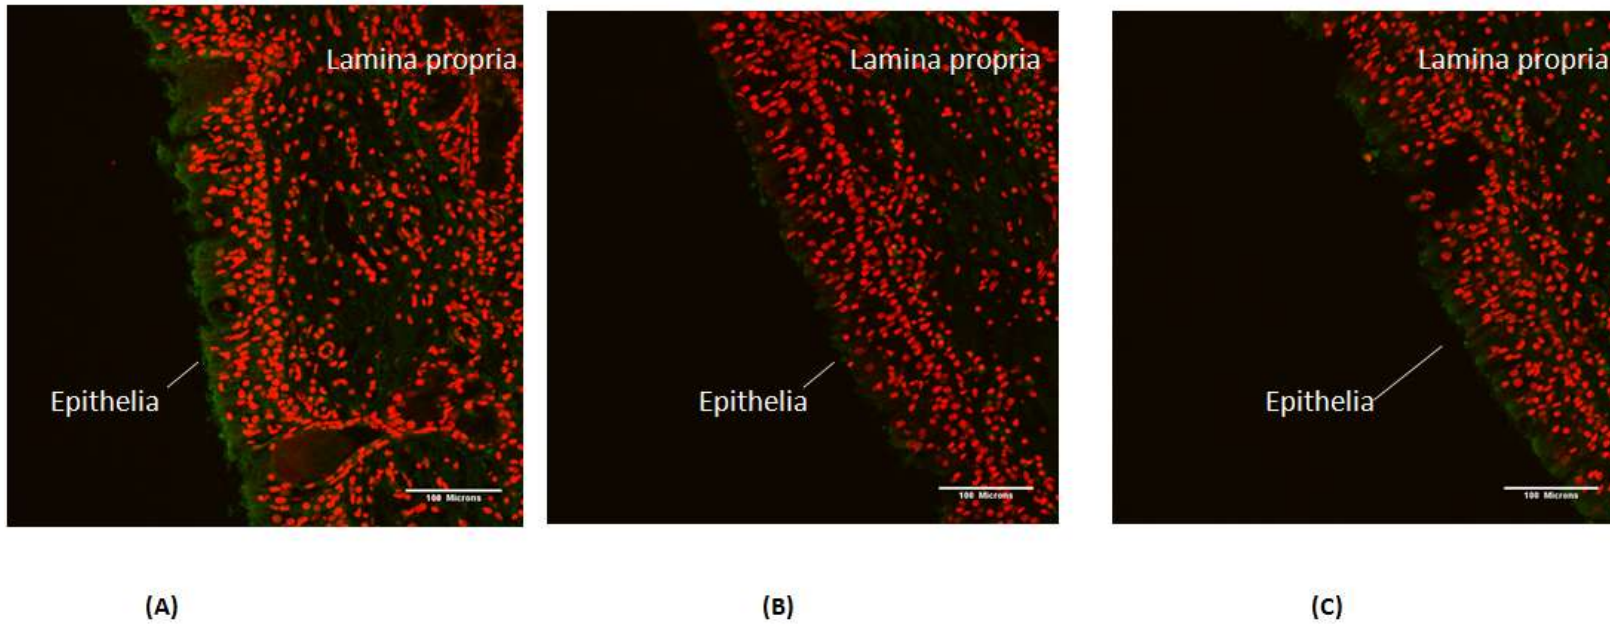 Lamina propria
Epithelia
100 Microns
Lamina propria
Epithelia
100 Microns
Lamina propria
Epithelia
100 Microns
(A)
(B)
(C)